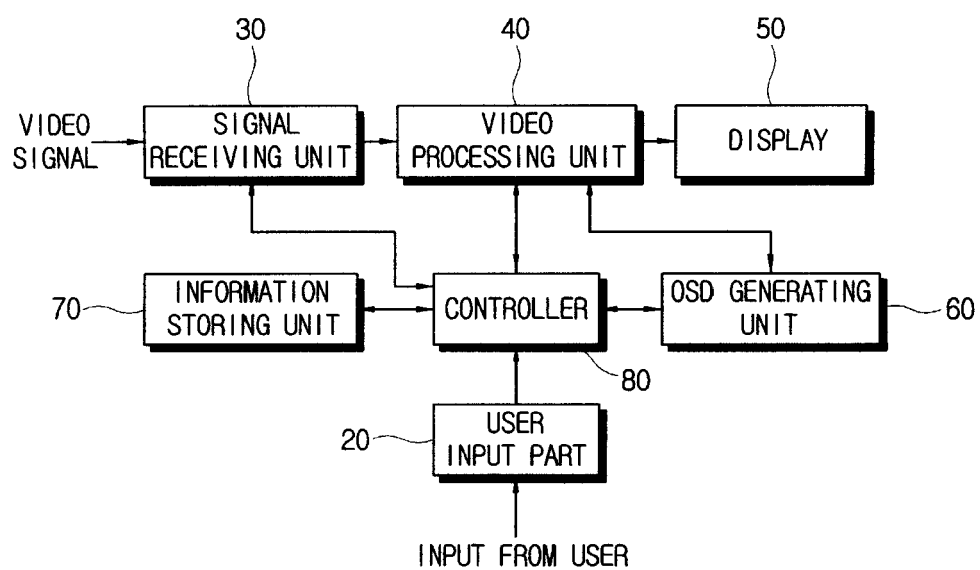 30
40
50
VIDEO
SIGNAL
SIGNAL
RECEIVING UNIT
VIDEO
PROCESSING UNIT
DISPLAY
70
INFORMATION
STORING UNIT
CONTROLLER
OSD GENERATING
UNIT
60
80
20
USER
INPUT PART
INPUT FROM USER